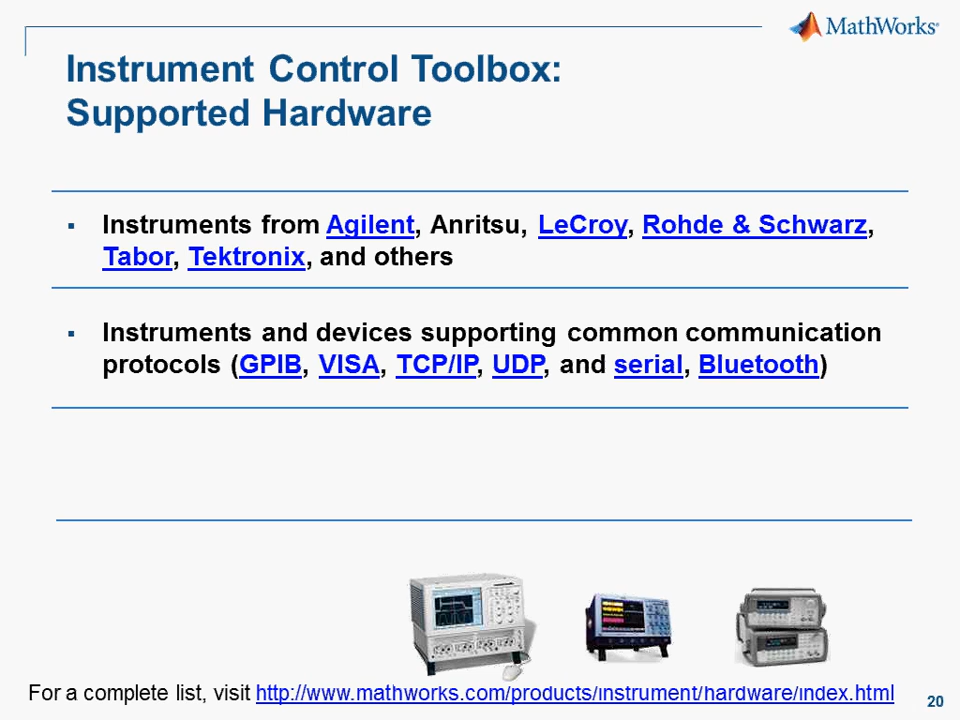 MathWorks®
Instrument Control Toolbox:
Supported Hardware
▪ Instruments from Agilent, Anritsu, LeCroy, Rohde & Schwarz,
Tabor, Tektronix, and others
▪ Instruments and devices supporting common communication
protocols (GPIB, VISA, TCP/IP, UDP, and serial, Bluetooth)
For a complete list, visit http://www.mathworks.com/products/instrument/hardware/index.html
20